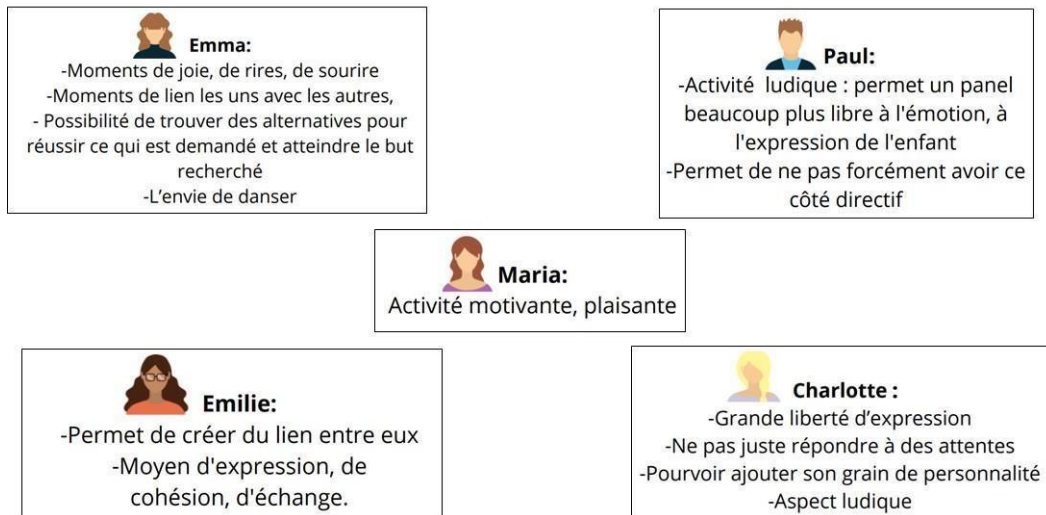 Emma:
-Moments de joie, de rires, de sourire
-Moments de lien les uns avec les autres,
- Possibilité de trouver des alternatives pour
réussir ce qui est demandé et atteindre le but
recherché
-L'envie de danser
Paul:
-Activité ludique : permet un panel
beaucoup plus libre à l'émotion, à
l'expression de l'enfant
-Permet de ne pas forcément avoir ce
côté directif
Maria:
Activité motivante, plaisante
Emilie:
-Permet de créer du lien entre eux
-Moyen d'expression, de
cohésion, d'échange.
Charlotte :
-Grande liberté d'expression
-Ne pas juste répondre à des attentes
-Pourvoir ajouter son grain de personnalité
-Aspect ludique